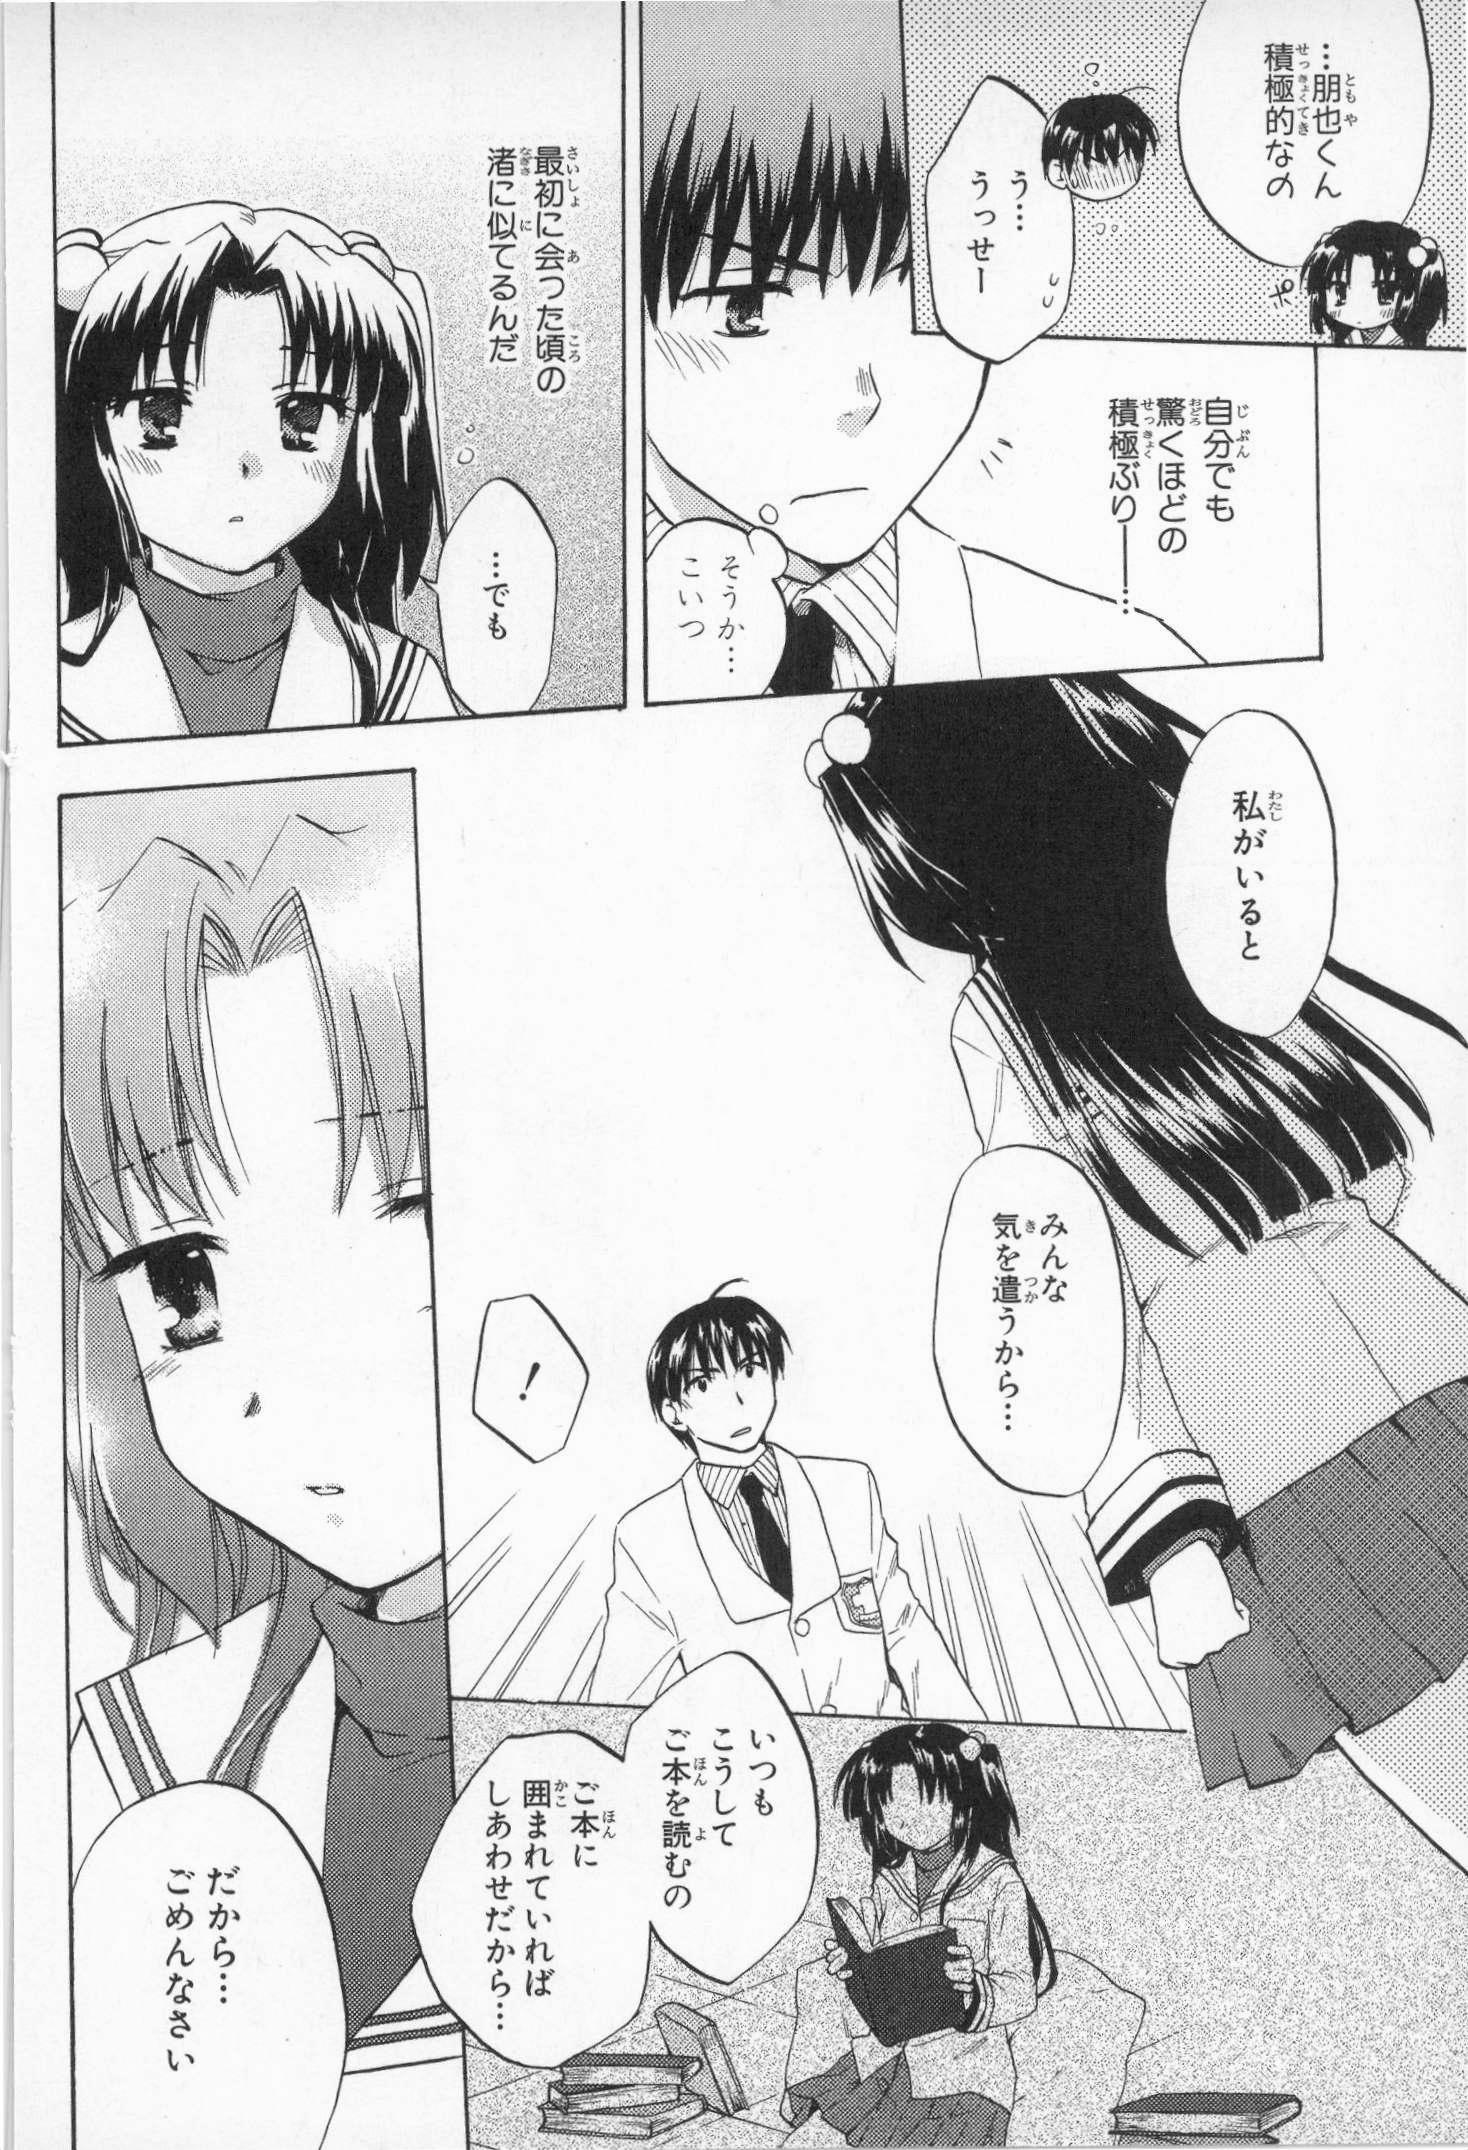 …朋也くん
積極的なの
ポ
う…
うっせー
自分でも
驚くほどの
積極ぶり――……
そうか…
こいつ
最初に会った頃の
渚に似てるんだ
…でも
私がいると
みんな
気を遣うから…
！
いつも
こうして
ご本を読むの
ご本に
囲まれていれば
しあわせだから…
だから…
ごめんなさい